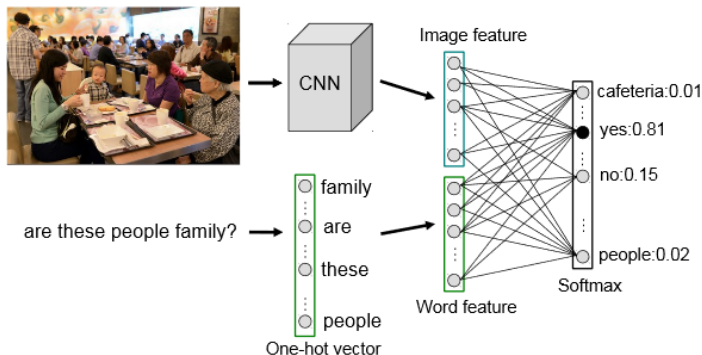 Image feature
CNN
cafeteria:0.01
yes:0.81
no:0.15
people:0.02
Softmax
are these people family?
family
are
these
people
One-hot vector
Word feature